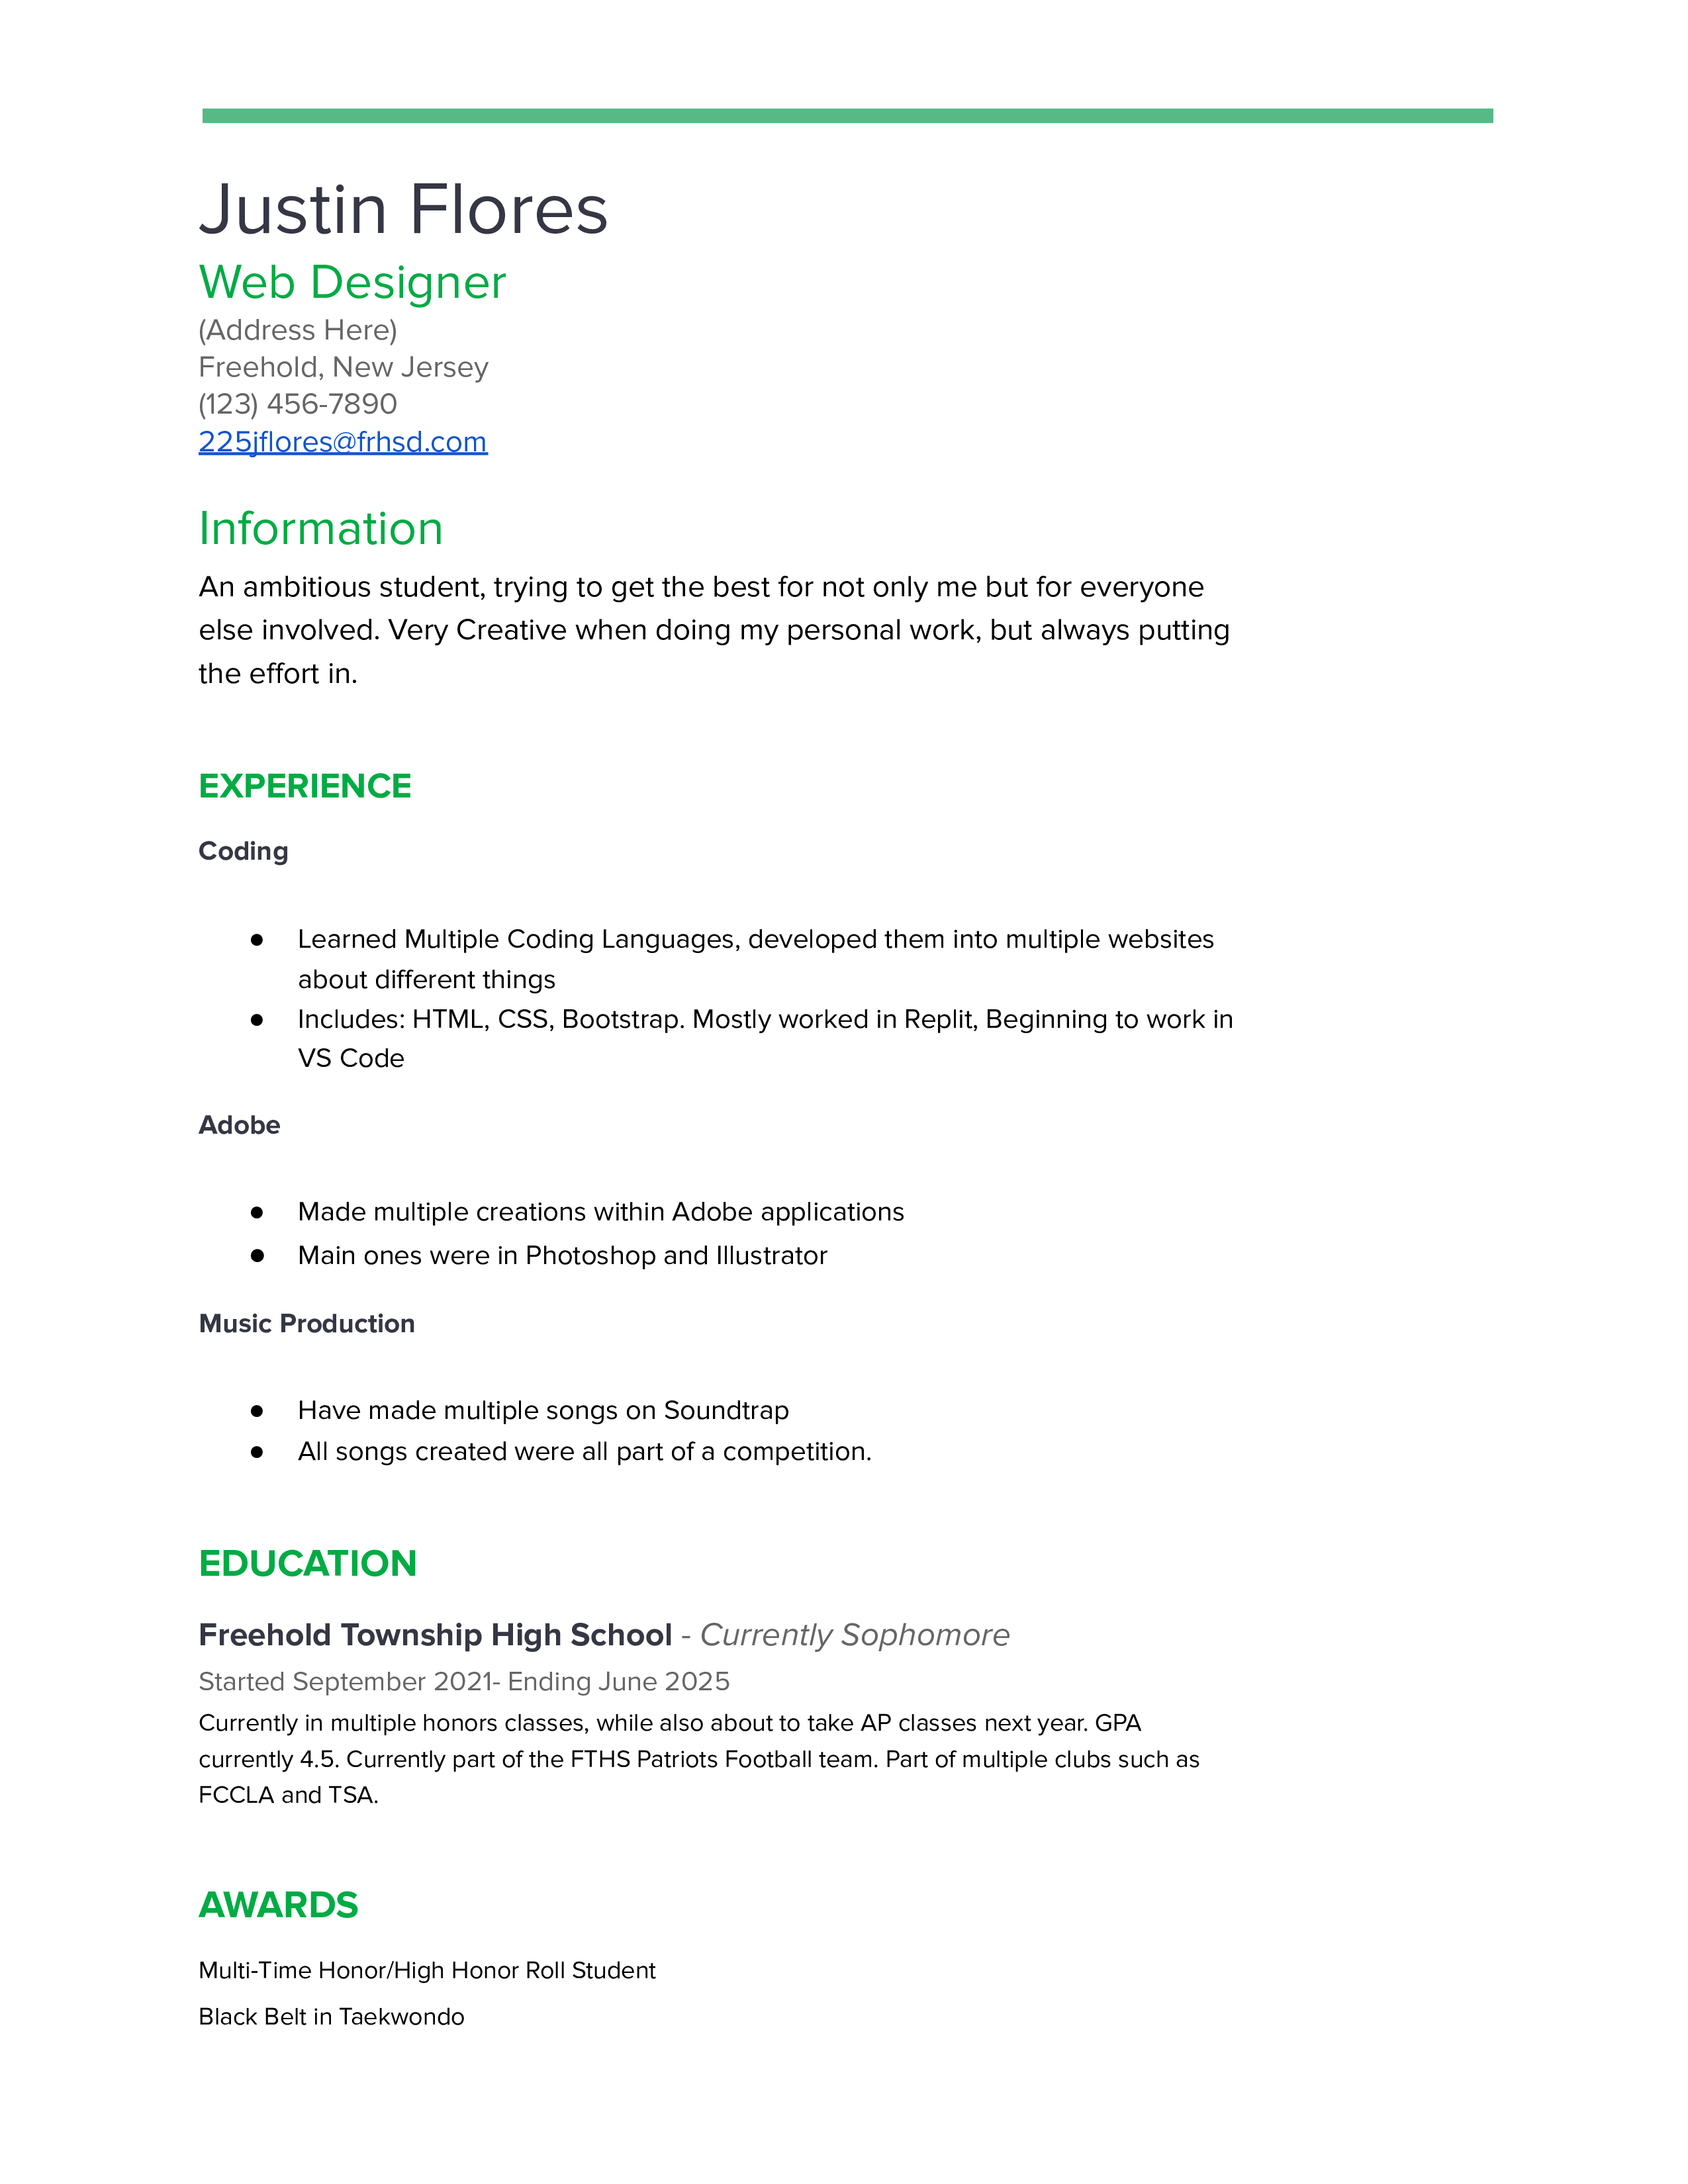 Justin Flores
Web Designer
(Address Here)
Freehold, New Jersey
(123) 456-7890
225jflores@frhsd.com
Information
An ambitious student, trying to get the best for not only me but for everyone
else involved. Very Creative when doing my personal work, but always putting
the effort in.
EXPERIENCE
Coding
● Learned Multiple Coding Languages, developed them into multiple websites
about different things
● Includes: HTML, CSS, Bootstrap. Mostly worked in Replit, Beginning to work in
VS Code
Adobe
● Made multiple creations within Adobe applications
● Main ones were in Photoshop and Illustrator
Music Production
● Have made multiple songs on Soundtrap
● All songs created were all part of a competition.
EDUCATION
Freehold Township High School - Currently Sophomore
Started September 2021- Ending June 2025
Currently in multiple honors classes, while also about to take AP classes next year. GPA
currently 4.5. Currently part of the FTHS Patriots Football team. Part of multiple clubs such as
FCCLA and TSA.
AWARDS
Multi-Time Honor/High Honor Roll Student
Black Belt in Taekwondo